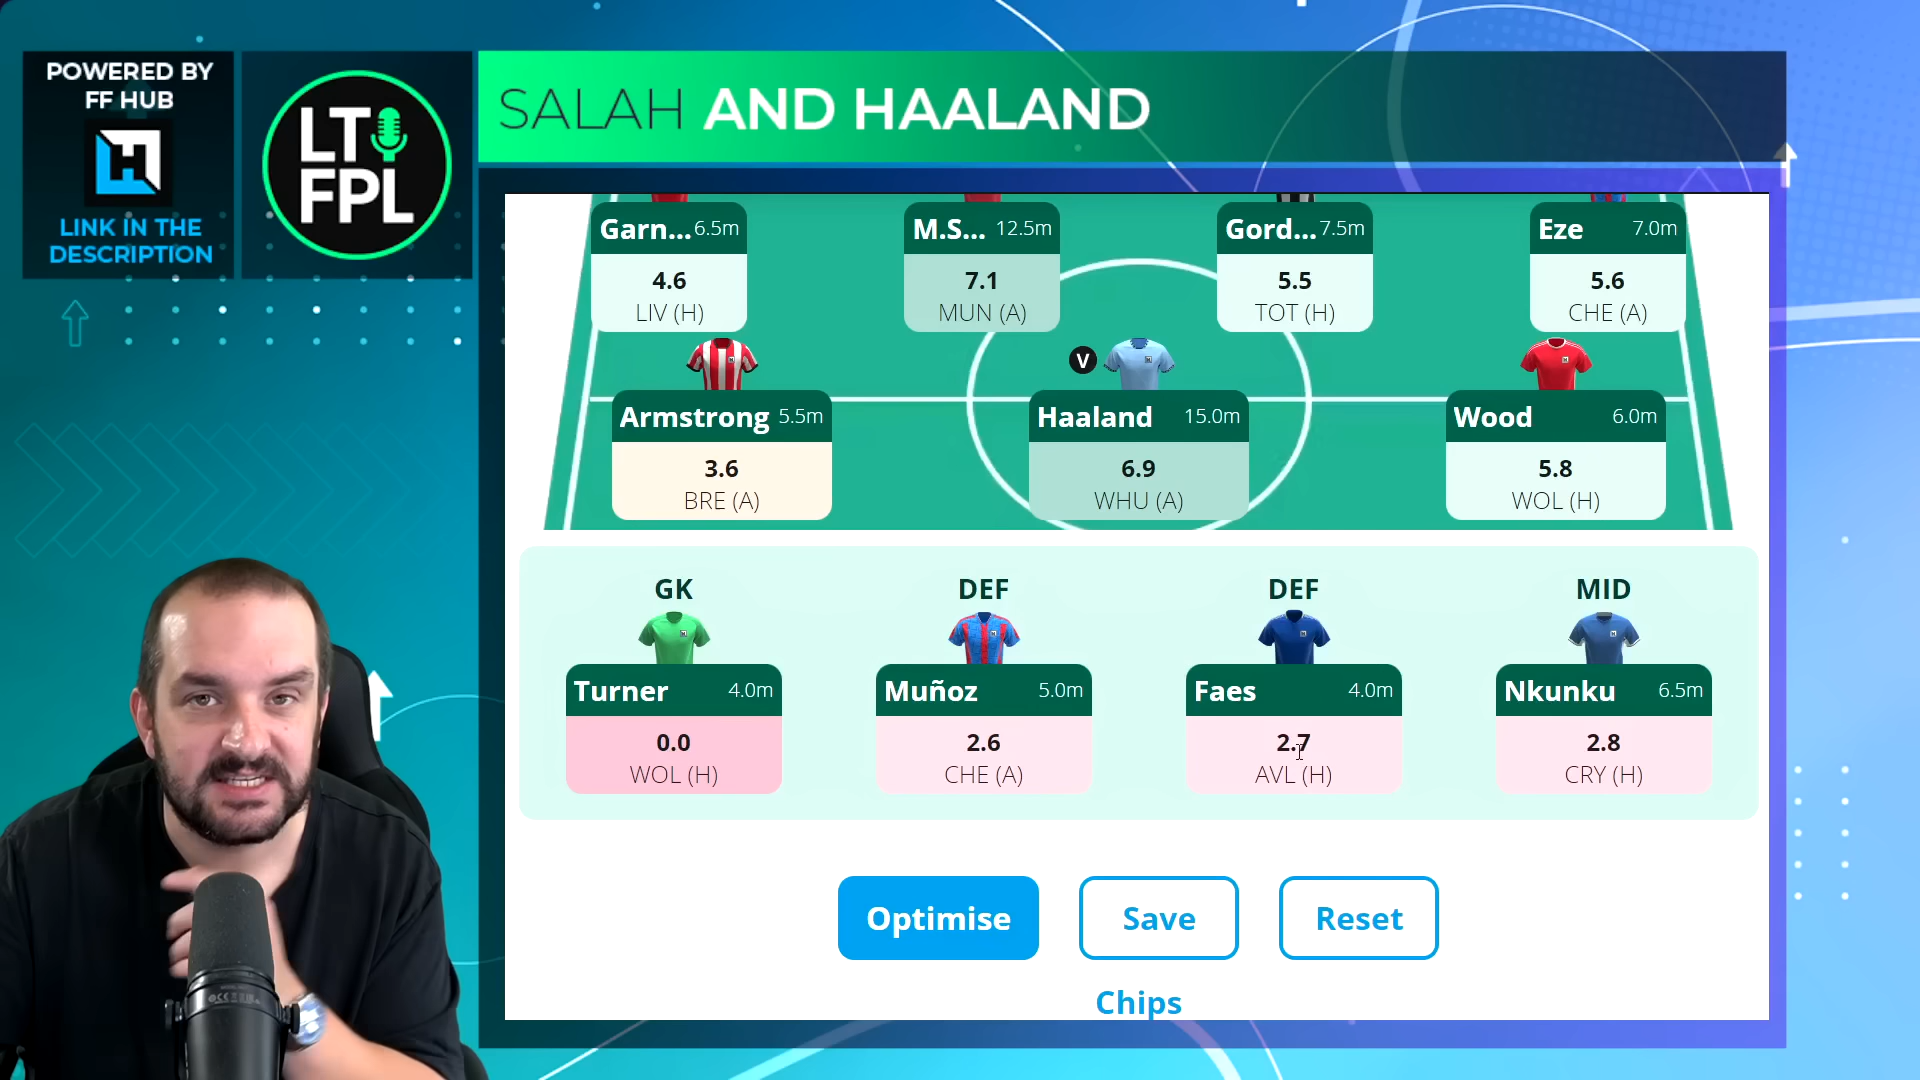 POWERED BY
FF HUB
LINK IN THE
DESCRIPTION
LT
FPL
SALAH AND HAALAND
Garn... 6.5m
4.6
LIV (H)
M.S... 12.5m
7.1
MUN (A)
Gord... 7.5m
5.5
TOT (H)
Eze 7.0m
5.6
CHE (A)
Armstrong 5.5m
3.6
BRE (A)
V
Haaland 15.0m
6.9
WHU (A)
Wood 6.0m
5.8
WOL (H)
GK
Turner 4.0m
0.0
WOL (H)
DEF
Muñoz 5.0m
2.6
CHE (A)
DEF
Faes 4.0m
2.7
AVL (H)
MID
Nkunku 6.5m
2.8
CRY (H)
Optimise
Save
Reset
Chips